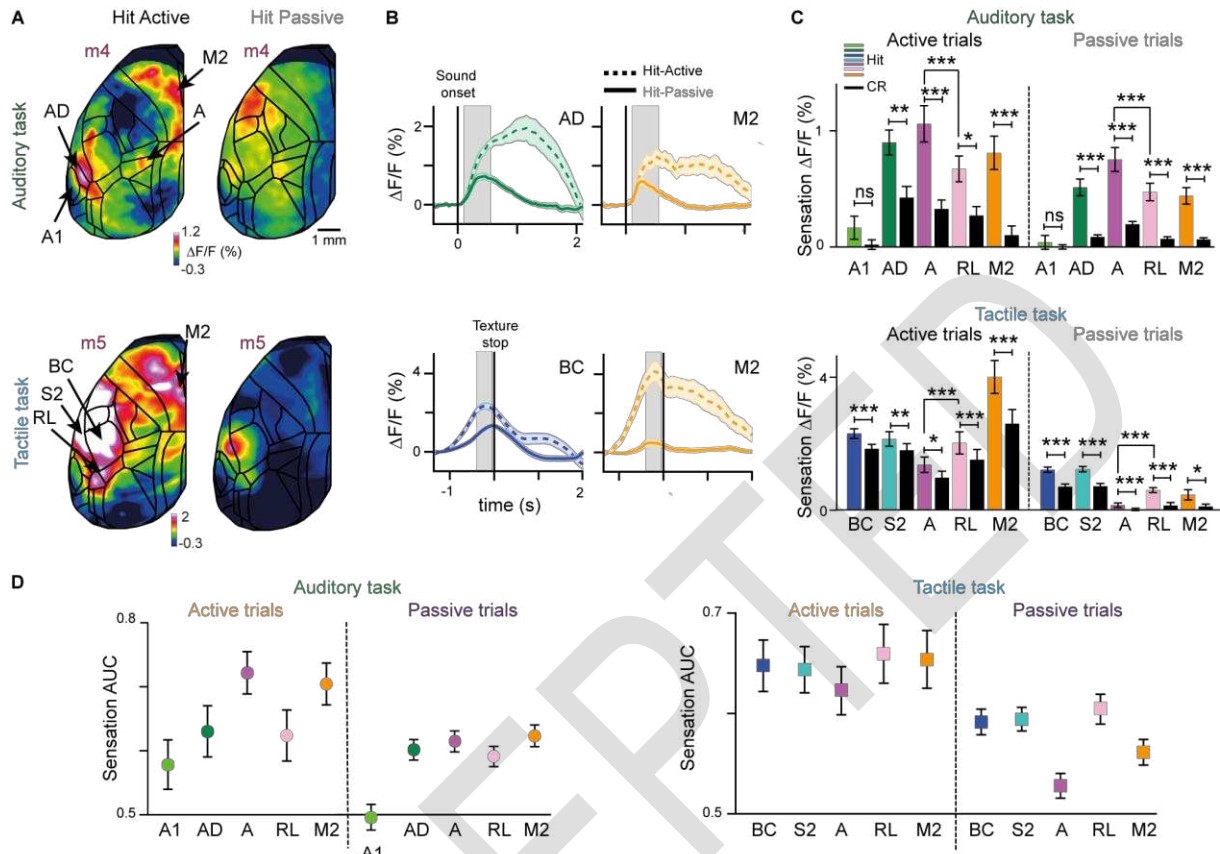 A
Hit Active
Hit Passive
Auditory task
m4
m4
M2
AD
A
A1
1.2
ΔF/F (%)
-0.3
1 mm
Tactile task
m5
m5
M2
BC
S2
RL
2
-0.3
B
Hit-Active
Hit-Passive
Sound onset
AD
M2
ΔF/F (%)
2
0
0
2
Texture stop
BC
M2
ΔF/F (%)
4
0
-1
2
time (s)
C
Auditory task
Active trials
Passive trials
Hit
CR
Sensation ΔF/F (%)
1
0
ns
**
***
***
*
***
ns
***
***
***
***
***
A1 AD A RL M2
A1 AD A RL M2
Tactile task
Active trials
Passive trials
Sensation ΔF/F (%)
4
0
***
**
***
*
***
***
***
***
***
***
***
*
BC S2 A RL M2
BC S2 A RL M2
D
Auditory task
Active trials
Passive trials
Sensation AUC
0.8
0.5
A1 AD A RL M2
A1 AD A RL M2
Tactile task
Active trials
Passive trials
Sensation AUC
0.7
0.5
BC S2 A RL M2
BC S2 A RL M2
EPTED